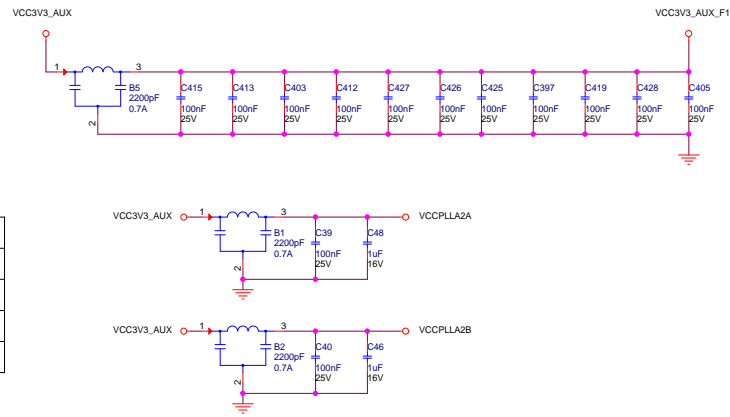 VCC3V3_AUX VCC3V3_AUX_F1
1 3
B5 C415 C413 C403 C412 C427 C426 C425 C397 C419 C428 C405
2200pF 100nF 100nF 100nF 100nF 100nF 100nF 100nF 100nF 100nF 100nF 100nF
0.7A 25V 25V 25V 25V 25V 25V 25V 25V 25V 25V 25V
2
VCC3V3_AUX 1 3 VCCPLLA2A
B1 C39 C48
2200pF 100nF 1uF
0.7A 25V 16V
2
VCC3V3_AUX 1 3 VCCPLLA2B
B2 C40 C46
2200pF 100nF 1uF
0.7A 25V 16V
2